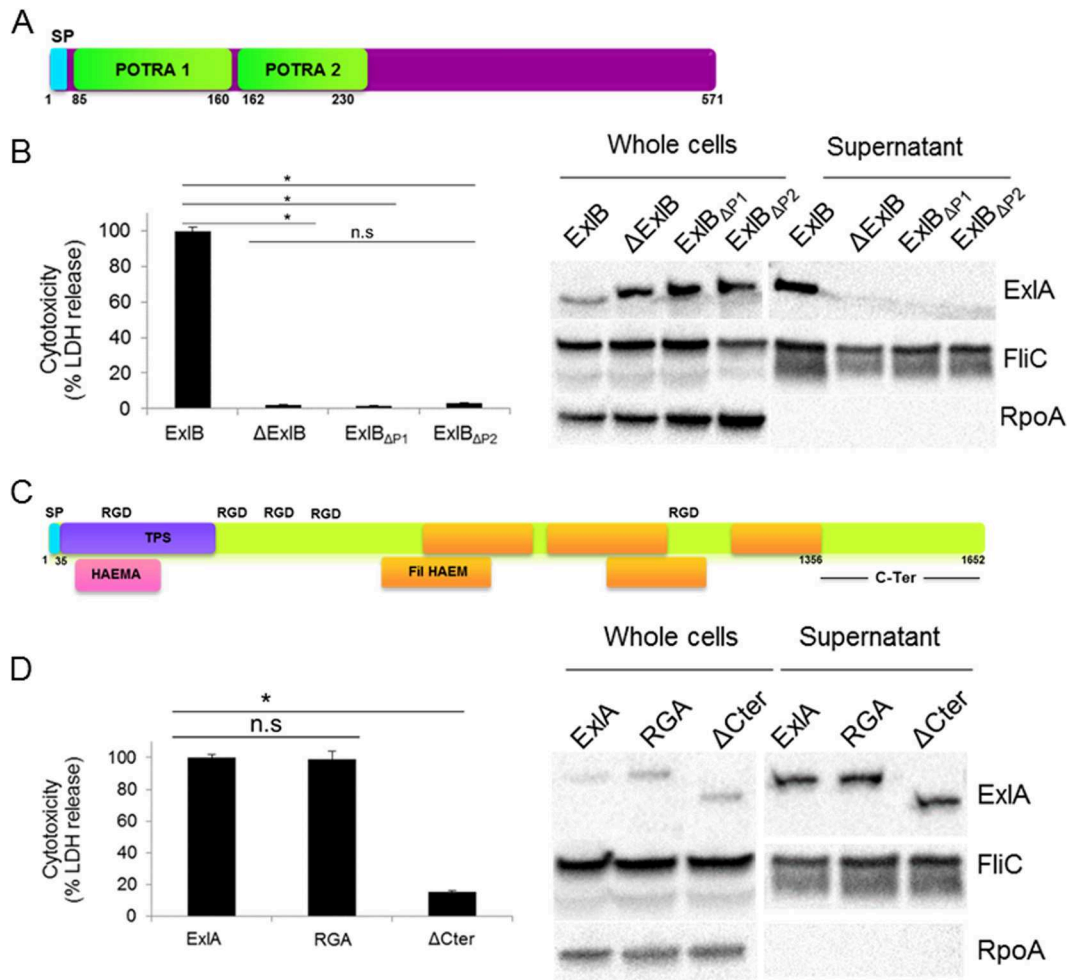 A
SP
POTRA 1 POTRA 2
1 85 160 162 230 571
B
Cytotoxicity
(% LDH release)
100
80
60
40
20
0
*
*
*
n.s
ExlB ΔExlB ExlBΔP1 ExlBΔP2
Whole cells Supernatant
ExlB ΔExlB ExlBΔP1 ExlBΔP2 ExlB ΔExlB ExlBΔP1 ExlBΔP2
ExlA
FliC
RpoA
C
SP RGD RGD RGD RGD RGD
TPS
1 35 1356 1652
HAEMA Fil HAEM C-Ter
D
Cytotoxicity
(% LDH release)
100
80
60
40
20
0
*
n.s
ExlA RGA ΔCter
Whole cells Supernatant
ExlA RGA ΔCter ExlA RGA ΔCter
ExlA
FliC
RpoA